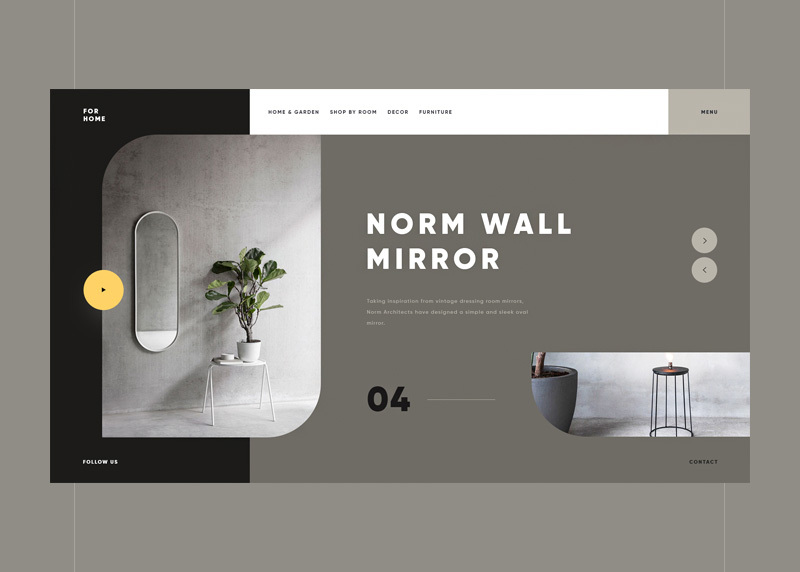 FOR
HOME
HOME & GARDEN SHOP BY ROOM DECOR FURNITURE
MENU
NORM WALL
MIRROR
Taking inspiration from vintage dressing room mirrors,
Norm Architects have designed a simple and sleek oval
mirror.
04
FOLLOW US
CONTACT